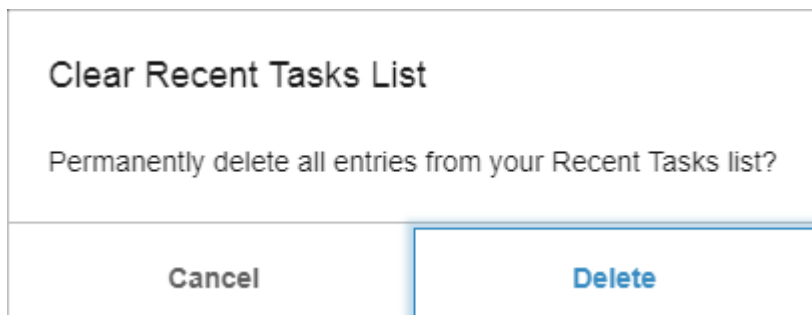 Clear Recent Tasks List
Permanently delete all entries from your Recent Tasks list?
Cancel
Delete